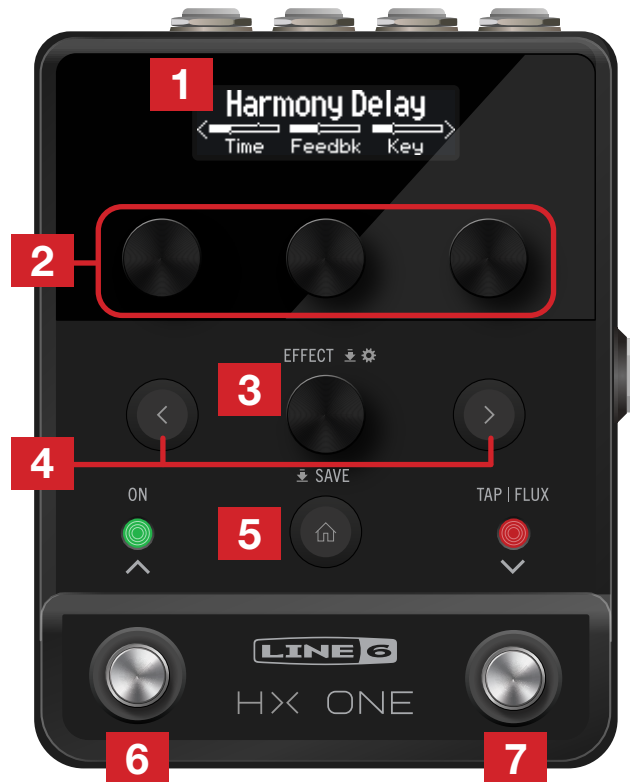 1
Harmony Delay
< >
Time Feedbk Key
2
EFFECT
3
< >
4
SAVE
ON
TAP | FLUX
5
LINE 6
HX ONE
6
7